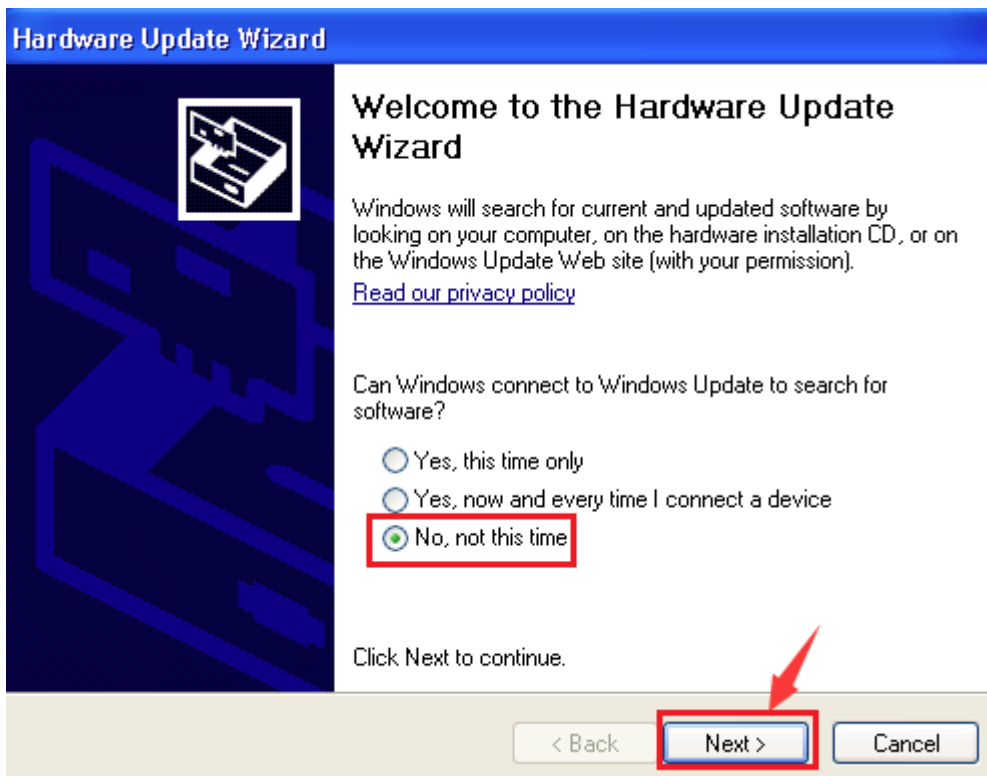 Hardware Update Wizard
Welcome to the Hardware Update
Wizard
Windows will search for current and updated software by
looking on your computer, on the hardware installation CD, or on
the Windows Update Web site (with your permission).
Read our privacy policy
Can Windows connect to Windows Update to search for
software?
Yes, this time only
Yes, now and every time I connect a device
No, not this time
Click Next to continue.
< Back Next > Cancel